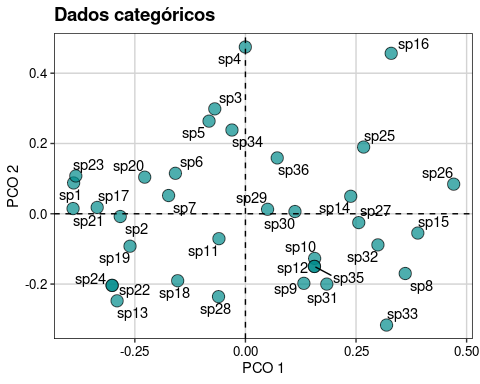 Dados categóricos
sp16
sp4
0.4
sp3
sp5
sp34
sp25
0.2
sp23
sp20
sp6
sp36
sp26
sp1
sp17
sp29
sp14
sp27
0.0
sp21
sp2
sp7
sp30
sp15
sp19
sp11
sp10
sp32
PCO 2
sp24
sp12
sp35
sp8
-0.2
sp22
sp18
sp9
sp31
sp13
sp28
sp33
-0.25
0.00
0.25
0.50
PCO 1